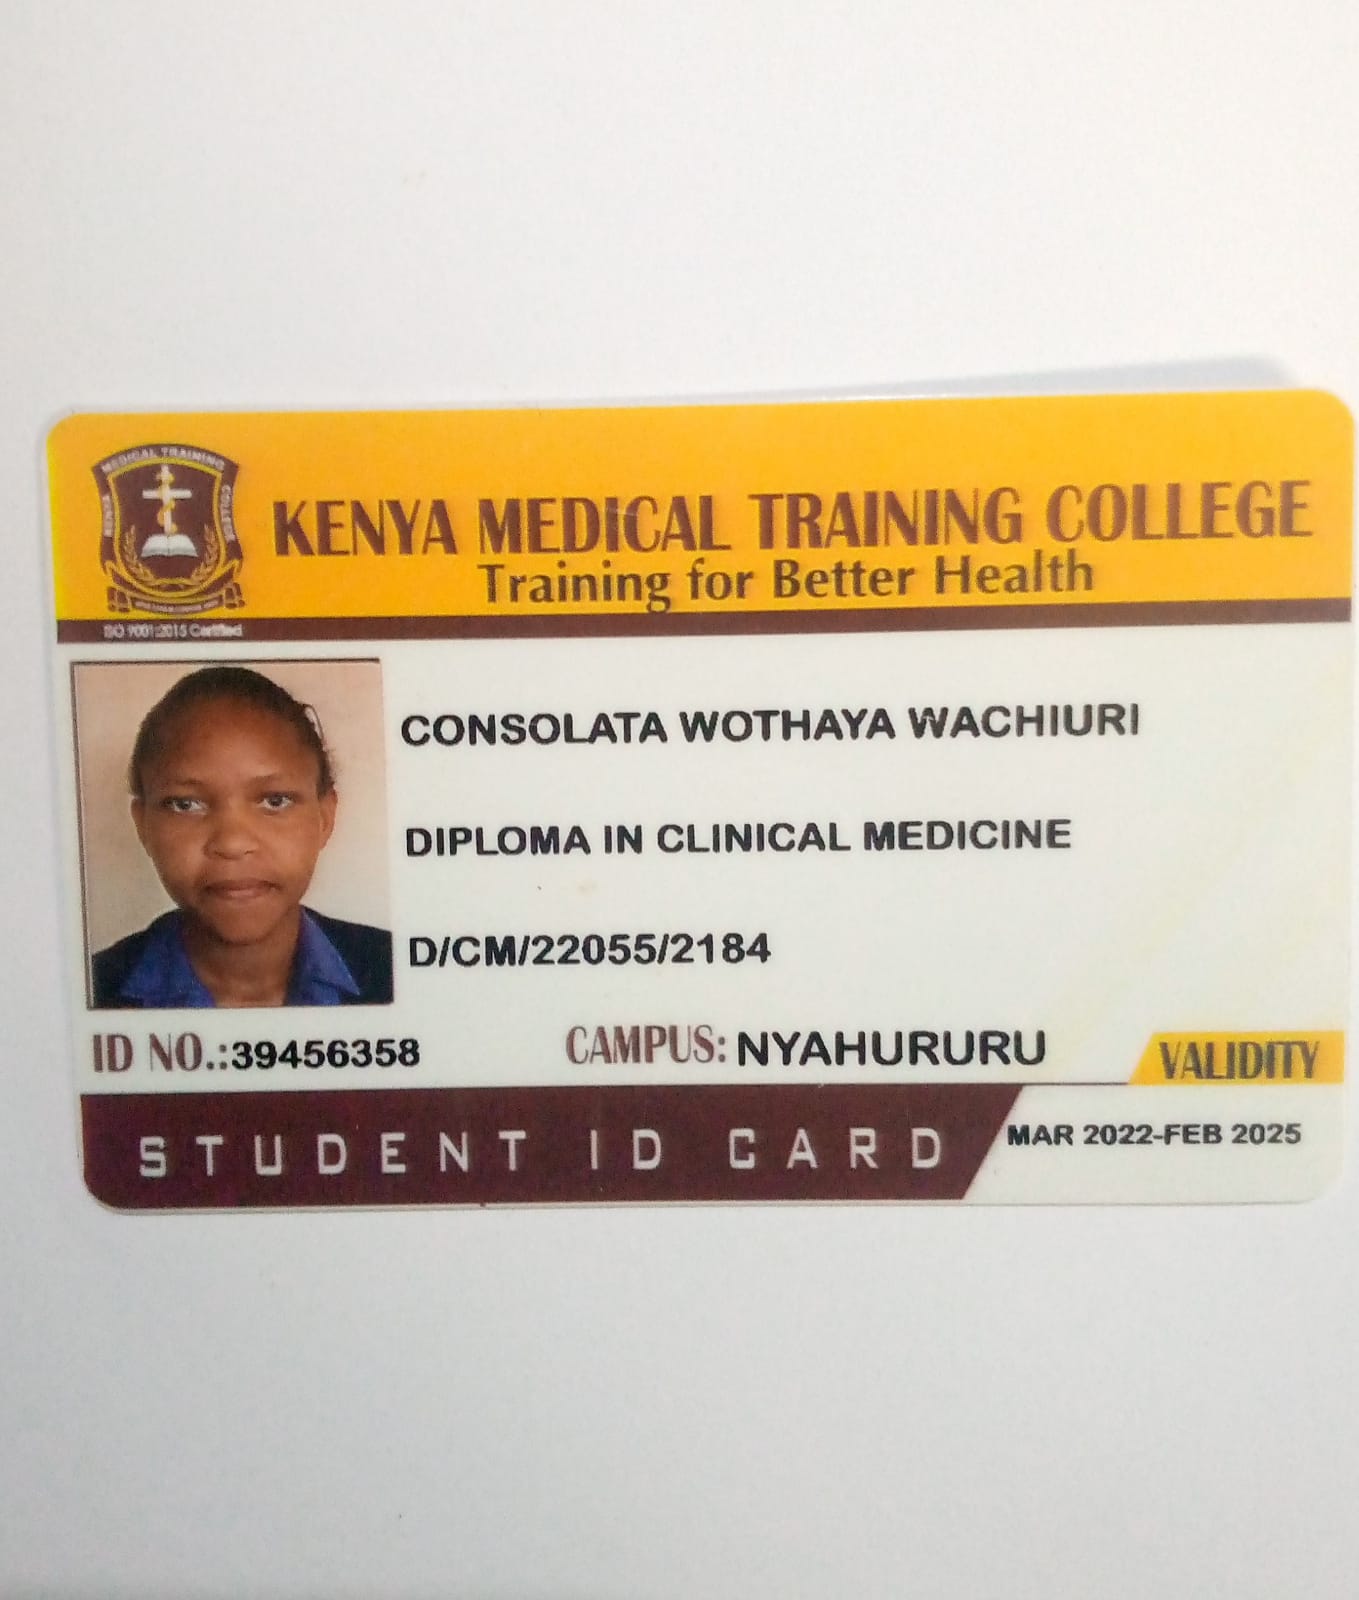 MEDICAL TRAINING
KENYA
COLLEGE
KENYA MEDICAL TRAINING COLLEGE
Training for Better Health
ISO 9001:2015 Certified
CONSOLATA WOTHAYA WACHIURI
DIPLOMA IN CLINICAL MEDICINE
D/CM/22055/2184
ID NO.:39456358
CAMPUS: NYAHURURU
VALIDITY
STUDENT ID CARD
MAR 2022-FEB 2025